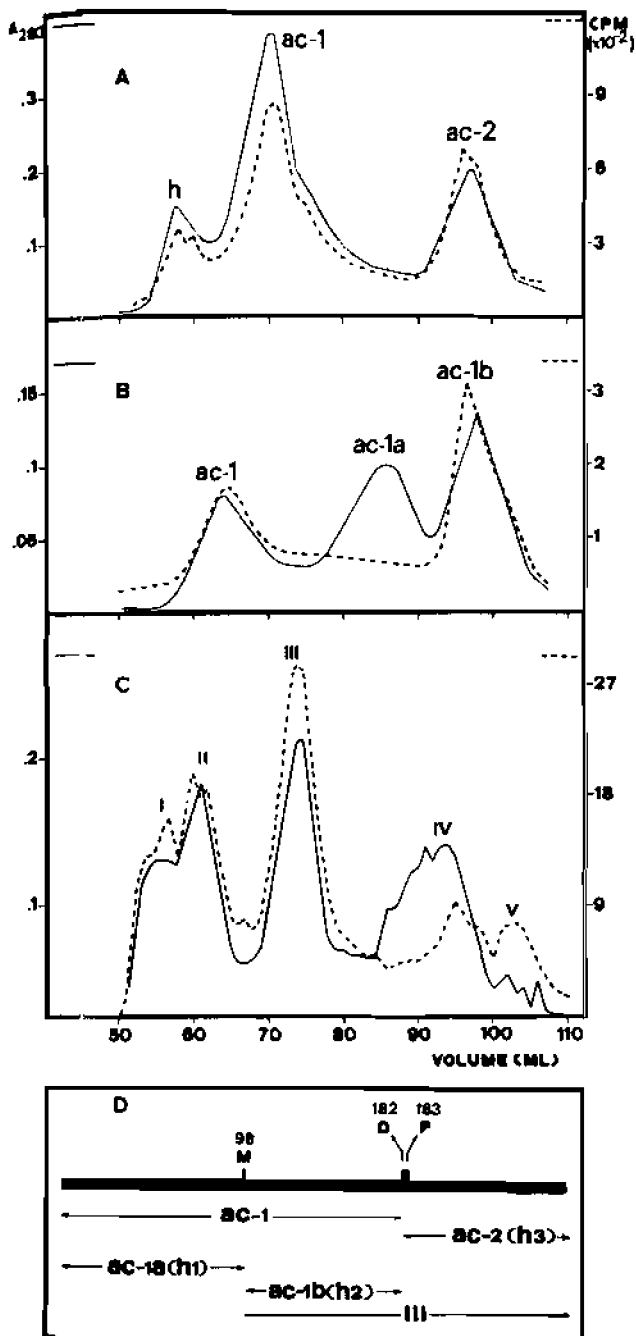 CPM
A ac-1 (x10-2)
.3 -9
ac-2
.2 h -6
.1 -3
B ac-1b
.15 -3
ac-1 ac-1a
.1 -2
.05 -1
C III
-27
.2 II -18
I IV
.1 V -9
50 60 70 80 90 100 110
VOLUME (ML)
D 182 183
98 D P
M
ac-1
ac-2 (h3)
ac-1a(h1) ac-1b(h2)
III